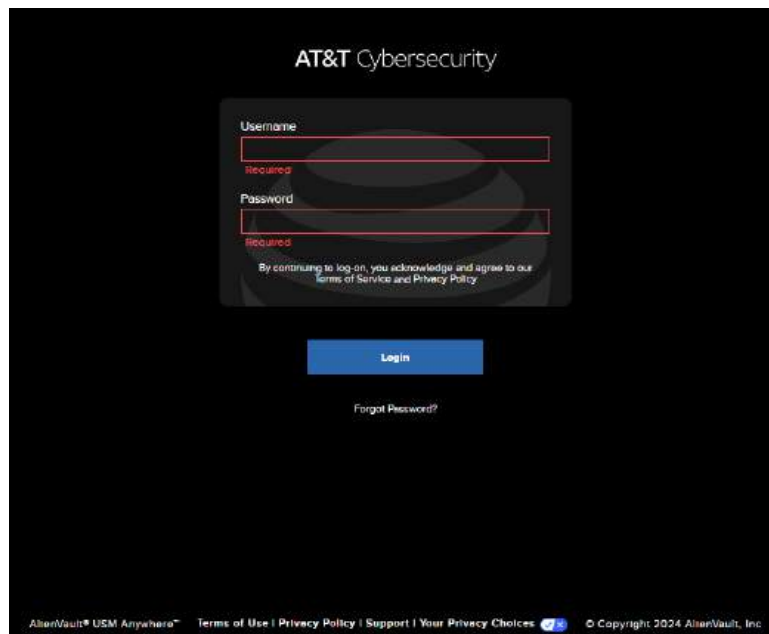 AT&T Cybersecurity
Username
Required
Password
Required
By continuing to log-on, you acknowledge and agree to our
Terms of Service and Privacy Policy
Login
Forgot Password?
AlienVault® USM Anywhere™ Terms of Use | Privacy Policy | Support | Your Privacy Choices © Copyright 2024 AlienVault, Inc